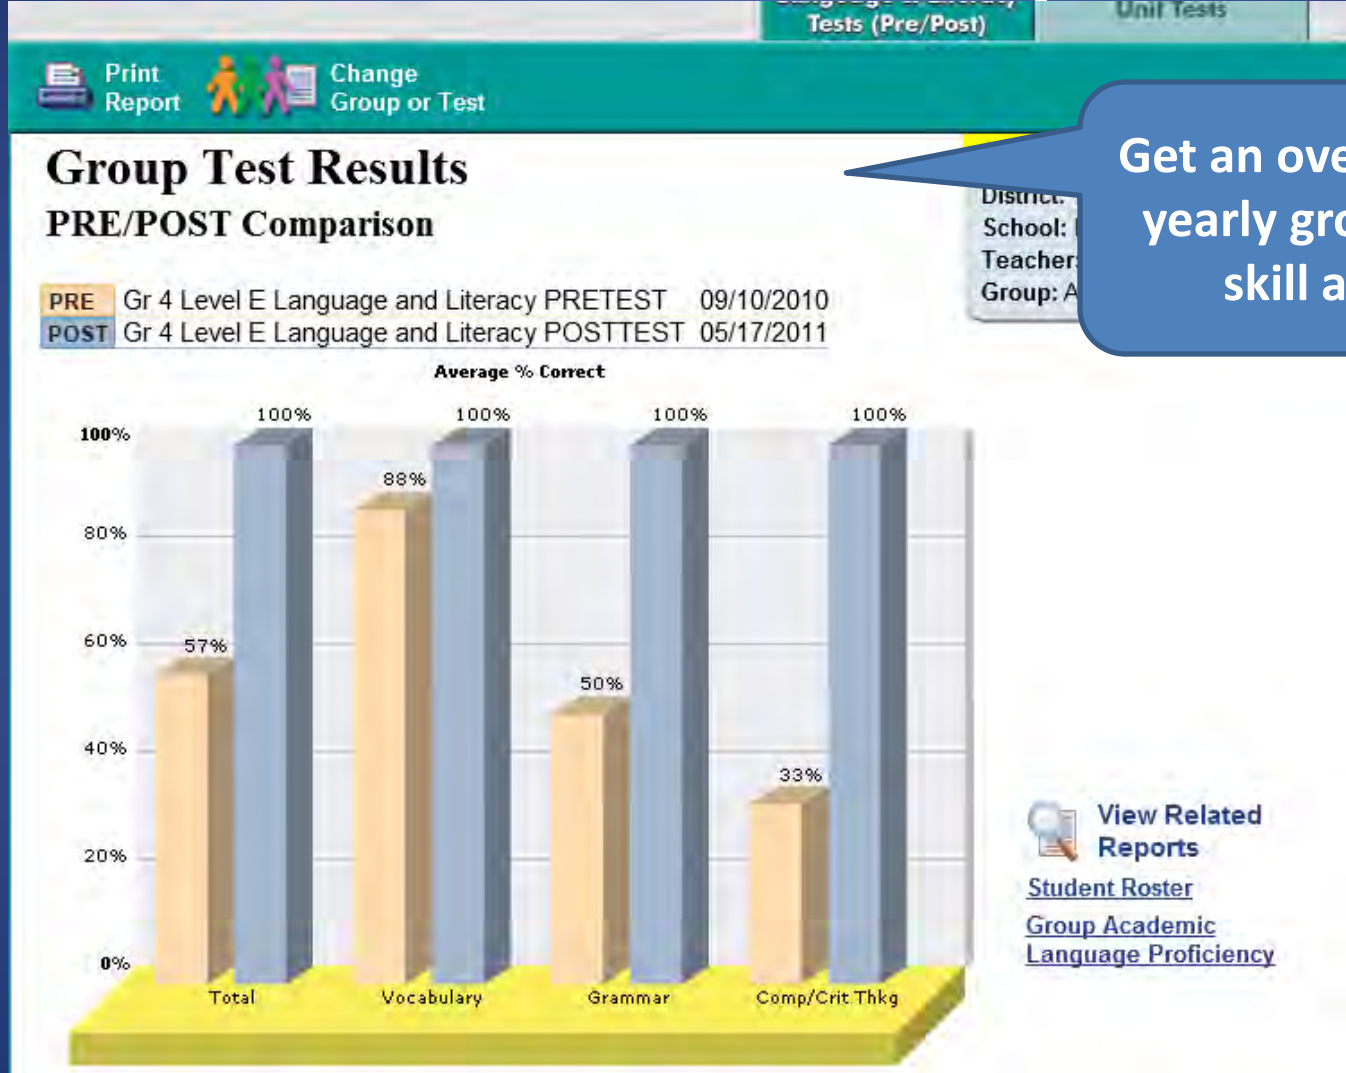 Tests (Pre/Post)
Unit Tests
Print
Report
Change
Group or Test
Group Test Results
PRE/POST Comparison
District:
School:
Teacher:
Group: A
Get an ove
yearly gro
skill a
PRE Gr 4 Level E Language and Literacy PRETEST 09/10/2010
POST Gr 4 Level E Language and Literacy POSTTEST 05/17/2011
Average % Correct
100%
80%
60%
40%
20%
0%
57%
100%
88%
100%
50%
100%
33%
100%
Total
Vocabulary
Grammar
Comp/Crit Thkg
View Related
Reports
Student Roster
Group Academic
Language Proficiency